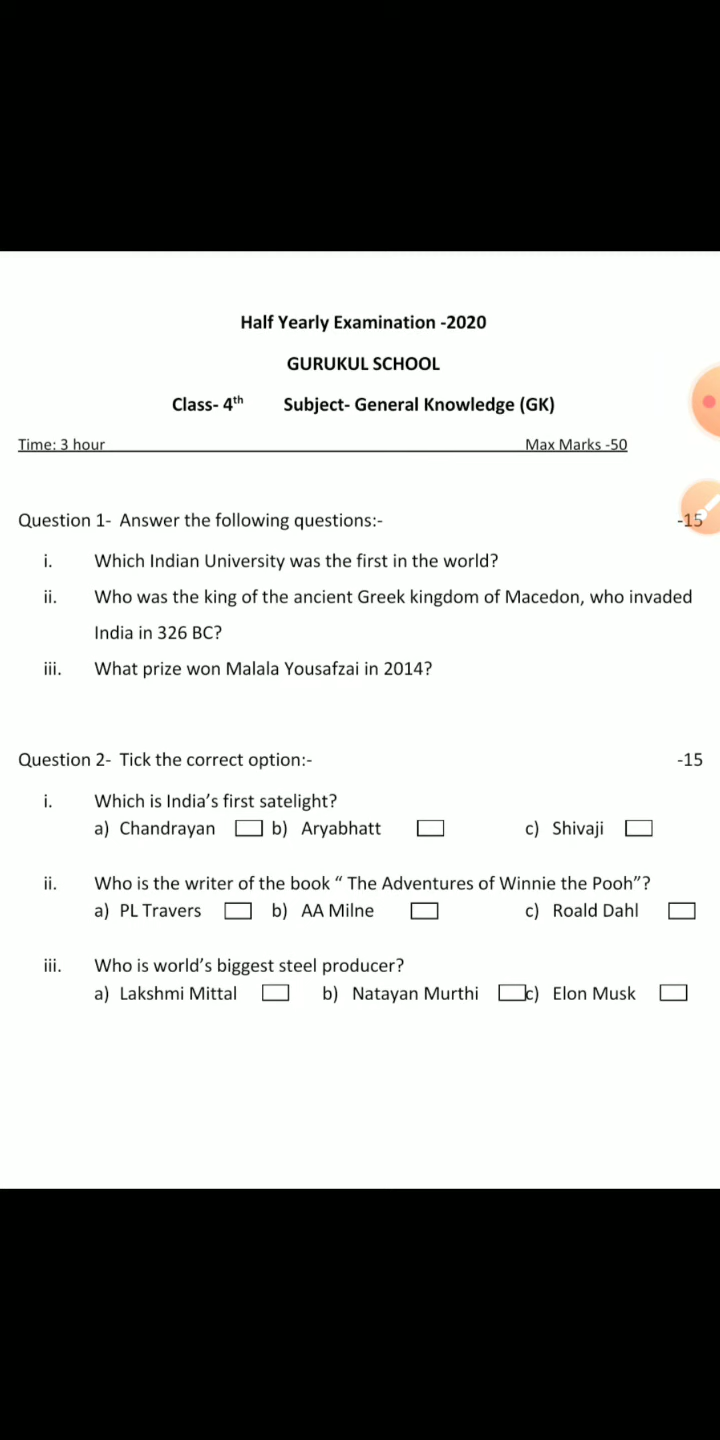 Half Yearly Examination -2020
GURUKUL SCHOOL
Class- 4th Subject- General Knowledge (GK)
Time: 3 hour Max Marks -50
Question 1- Answer the following questions:- -15
i. Which Indian University was the first in the world?
ii. Who was the king of the ancient Greek kingdom of Macedon, who invaded
India in 326 BC?
iii. What prize won Malala Yousafzai in 2014?
Question 2- Tick the correct option:- -15
i. Which is India's first satelight?
a) Chandrayan b) Aryabhatt c) Shivaji
ii. Who is the writer of the book “ The Adventures of Winnie the Pooh”?
a) PL Travers b) AA Milne c) Roald Dahl
iii. Who is world's biggest steel producer?
a) Lakshmi Mittal b) Natayan Murthi c) Elon Musk